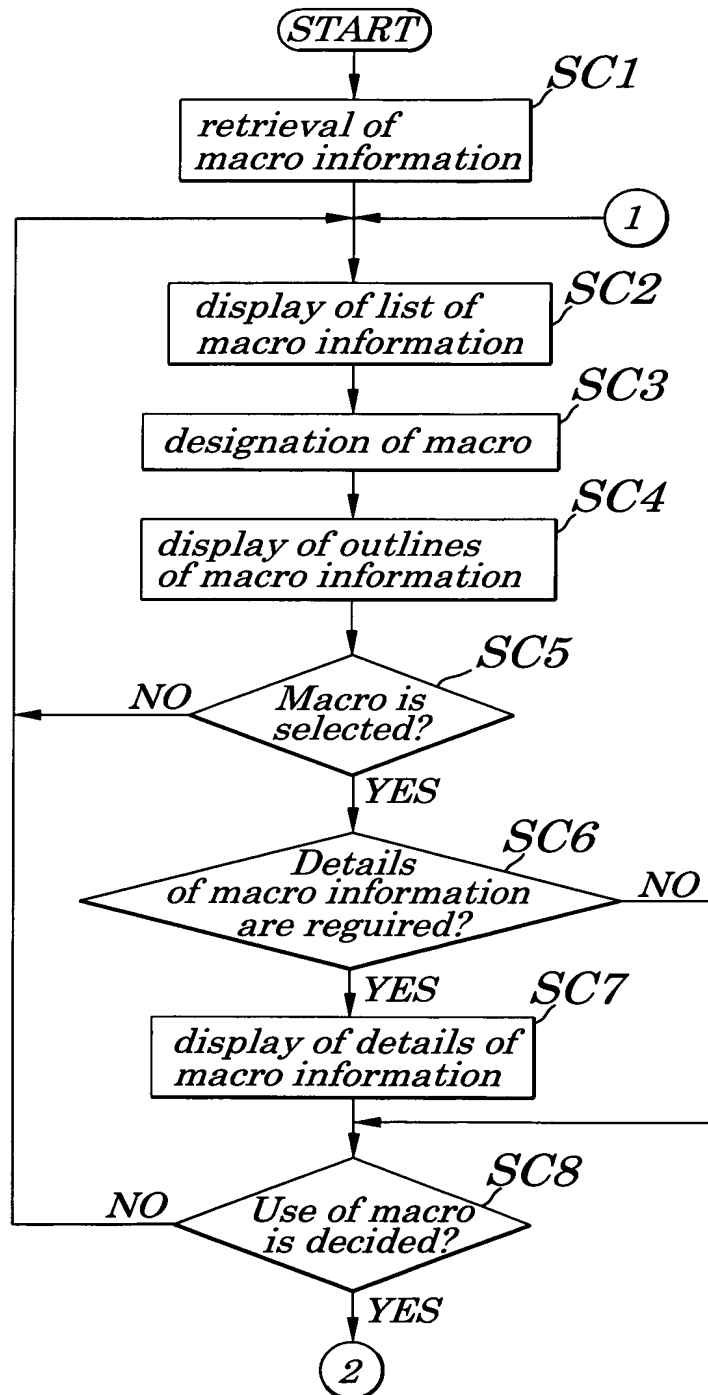 START
SC1
retrieval of
macro information
1
SC2
display of list of
macro information
SC3
designation of macro
SC4
display of outlines
of macro information
SC5
NO
Macro is
selected?
YES
SC6
Details
of macro information
are reguired?
NO
YES
SC7
display of details of
macro information
SC8
NO
Use of macro
is decided?
YES
2